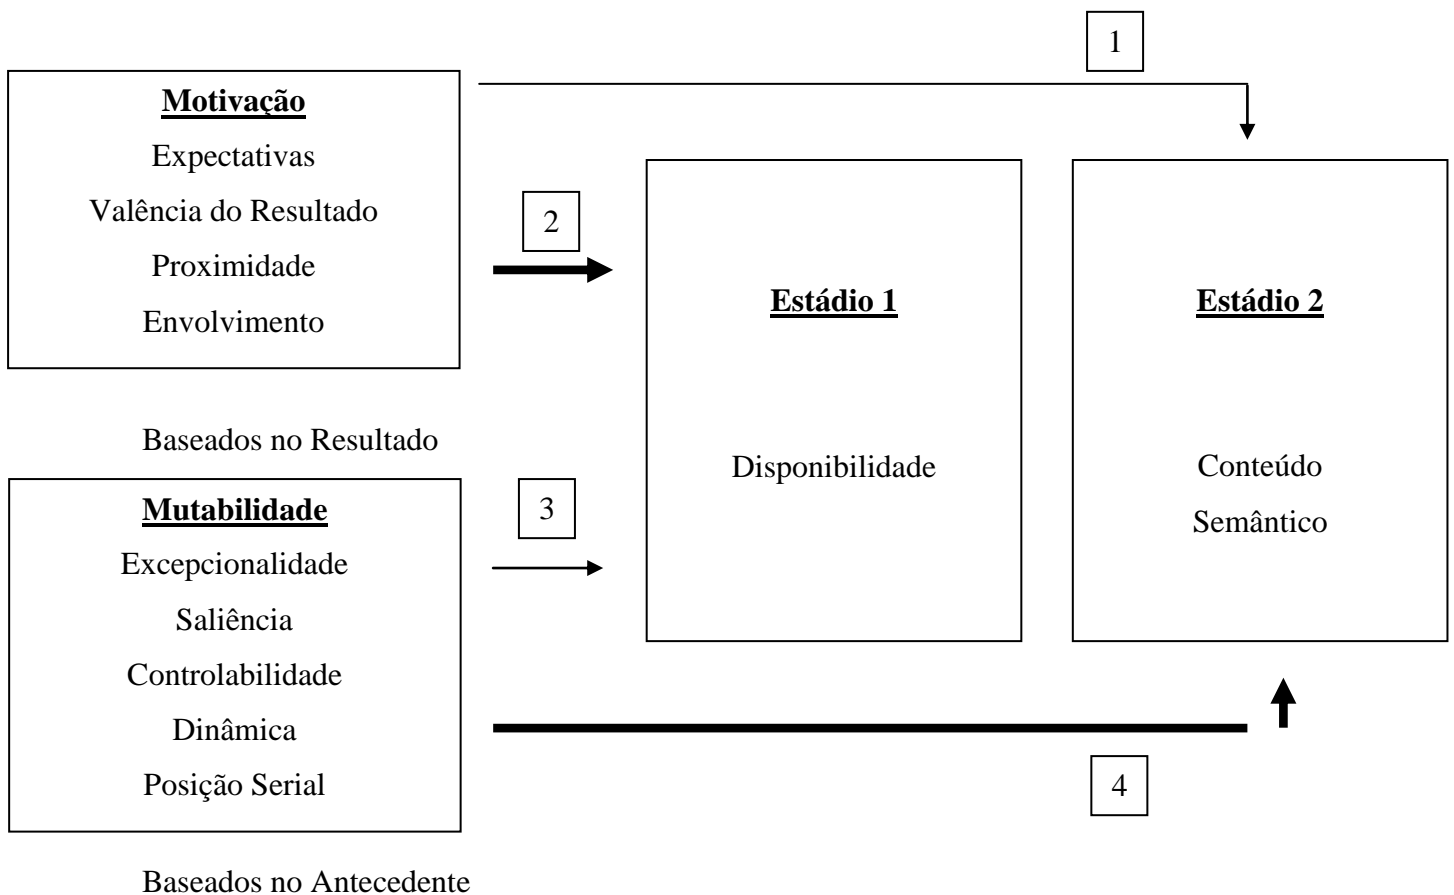 1
Motivação
Expectativas
Valência do Resultado
Proximidade
Envolvimento
2
Baseados no Resultado
Mutabilidade
Excepcionalidade
Saliência
Controlabilidade
Dinâmica
Posição Serial
3
Baseados no Antecedente
Estádio 1
Disponibilidade
Estádio 2
Conteúdo
Semântico
4